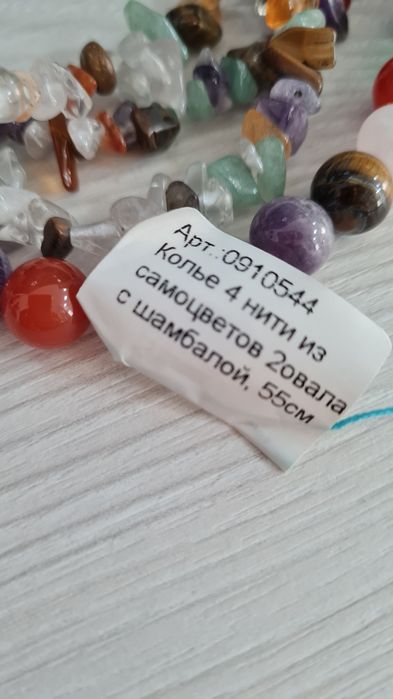 Арт.:0910544
Колье 4 нити из
самоцветов 2овала
с шамбалой, 55см